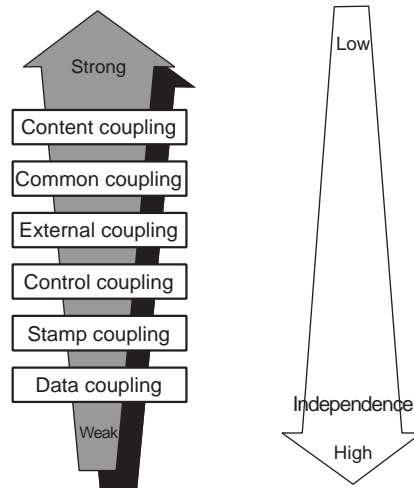 Strong
Content coupling
Common coupling
External coupling
Control coupling
Stamp coupling
Data coupling
Weak
Low
Independence
High